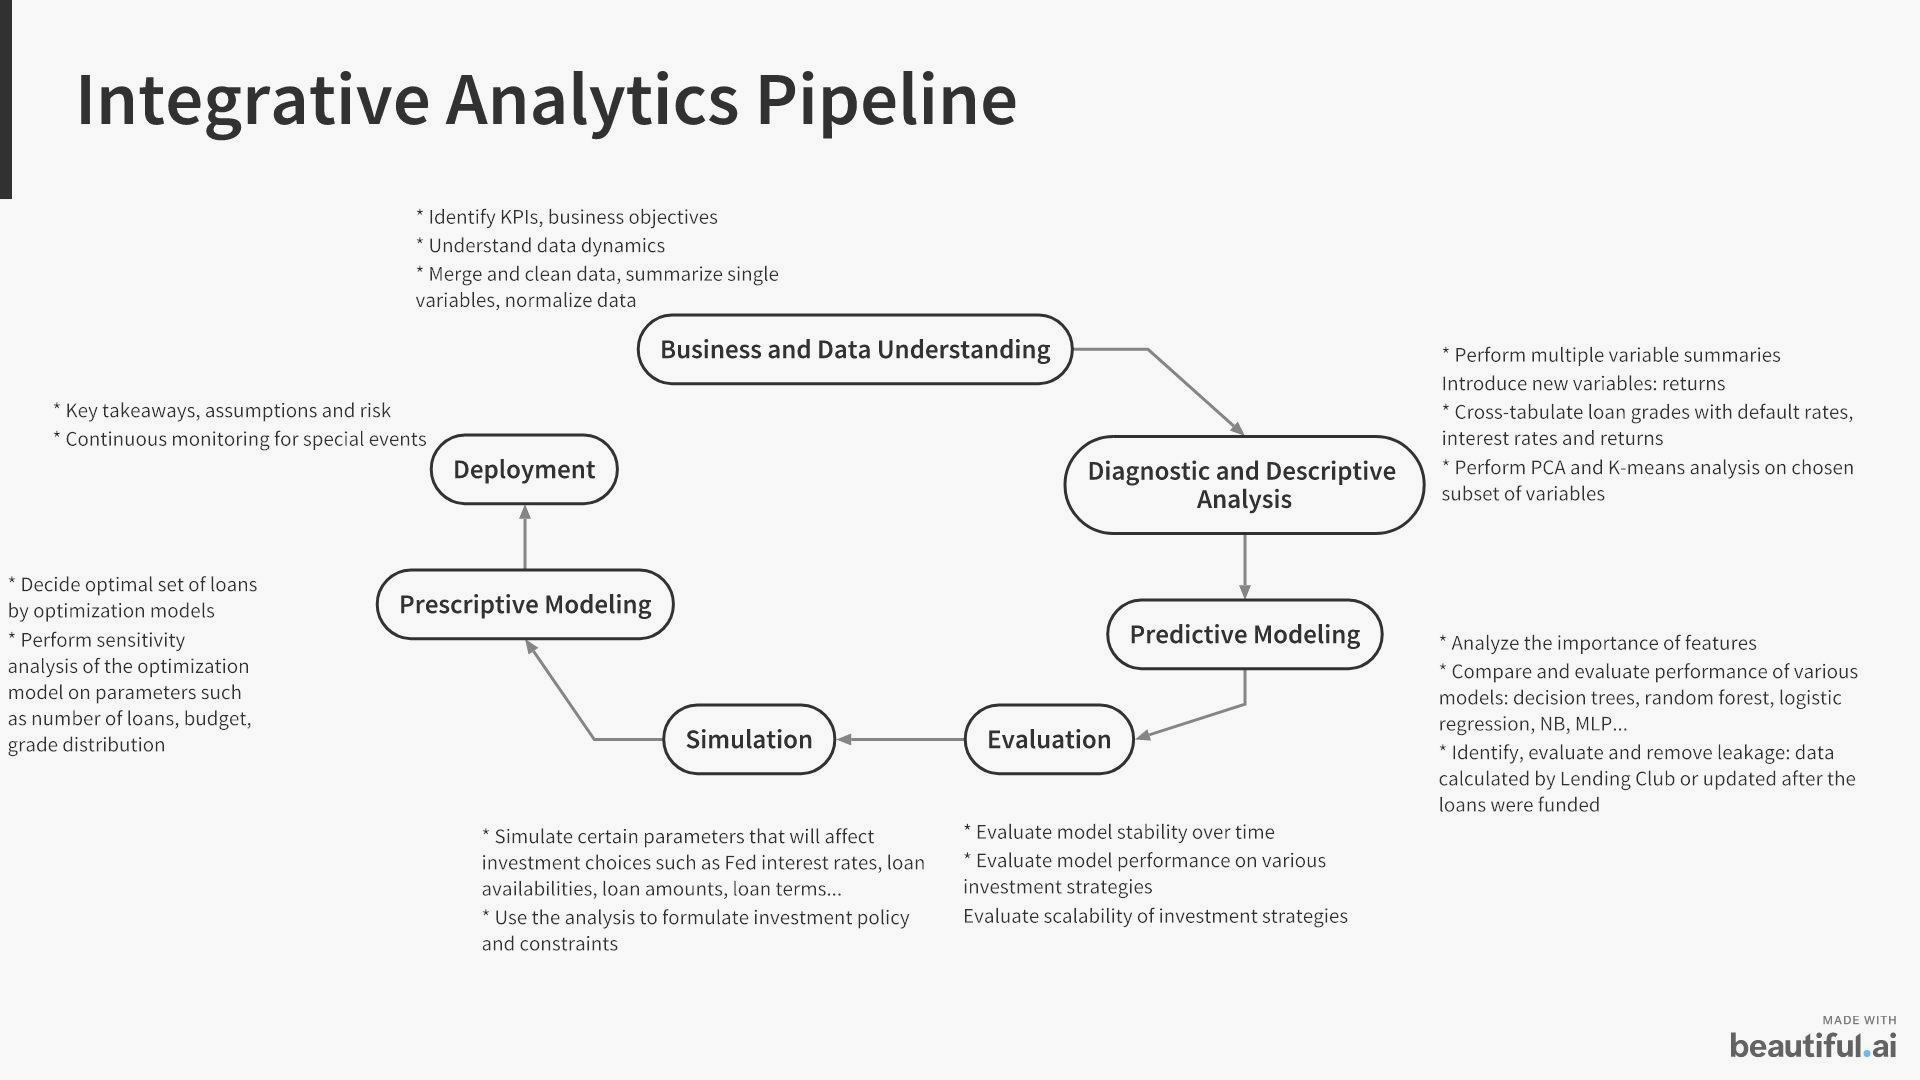 Integrative Analytics Pipeline
* Identify KPIs, business objectives
* Understand data dynamics
* Merge and clean data, summarize single
variables, normalize data
Business and Data Understanding
* Perform multiple variable summaries
Introduce new variables: returns
* Cross-tabulate loan grades with default rates,
interest rates and returns
* Perform PCA and K-means analysis on chosen
subset of variables
Diagnostic and Descriptive
Analysis
* Key takeaways, assumptions and risk
* Continuous monitoring for special events
Deployment
* Decide optimal set of loans
by optimization models
* Perform sensitivity
analysis of the optimization
model on parameters such
as number of loans, budget,
grade distribution
Prescriptive Modeling
Predictive Modeling
* Analyze the importance of features
* Compare and evaluate performance of various
models: decision trees, random forest, logistic
regression, NB, MLP...
* Identify, evaluate and remove leakage: data
calculated by Lending Club or updated after the
loans were funded
Simulation
Evaluation
* Simulate certain parameters that will affect
investment choices such as Fed interest rates, loan
availabilities, loan amounts, loan terms...
* Use the analysis to formulate investment policy
and constraints
* Evaluate model stability over time
* Evaluate model performance on various
investment strategies
Evaluate scalability of investment strategies
MADE WITH
beautiful.ai